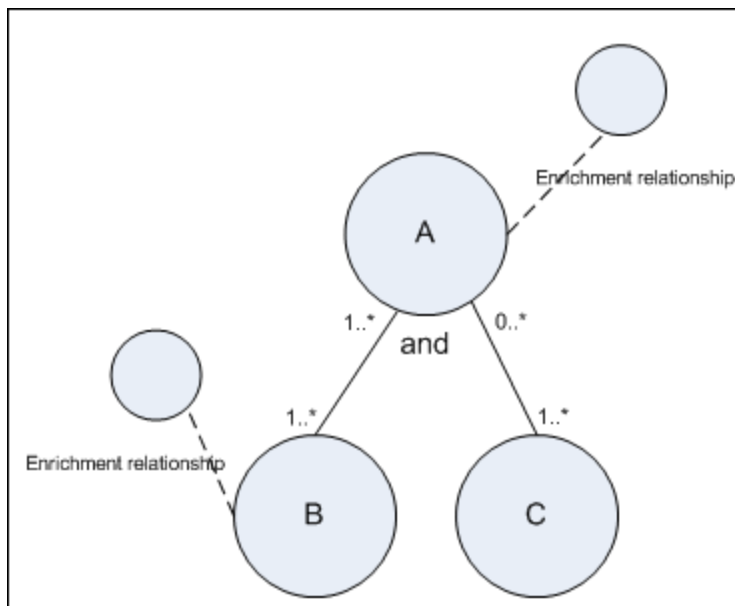 Enrichment relationship
A
1..*
0..*
and
1..*
1..*
Enrichment relationship
B
C